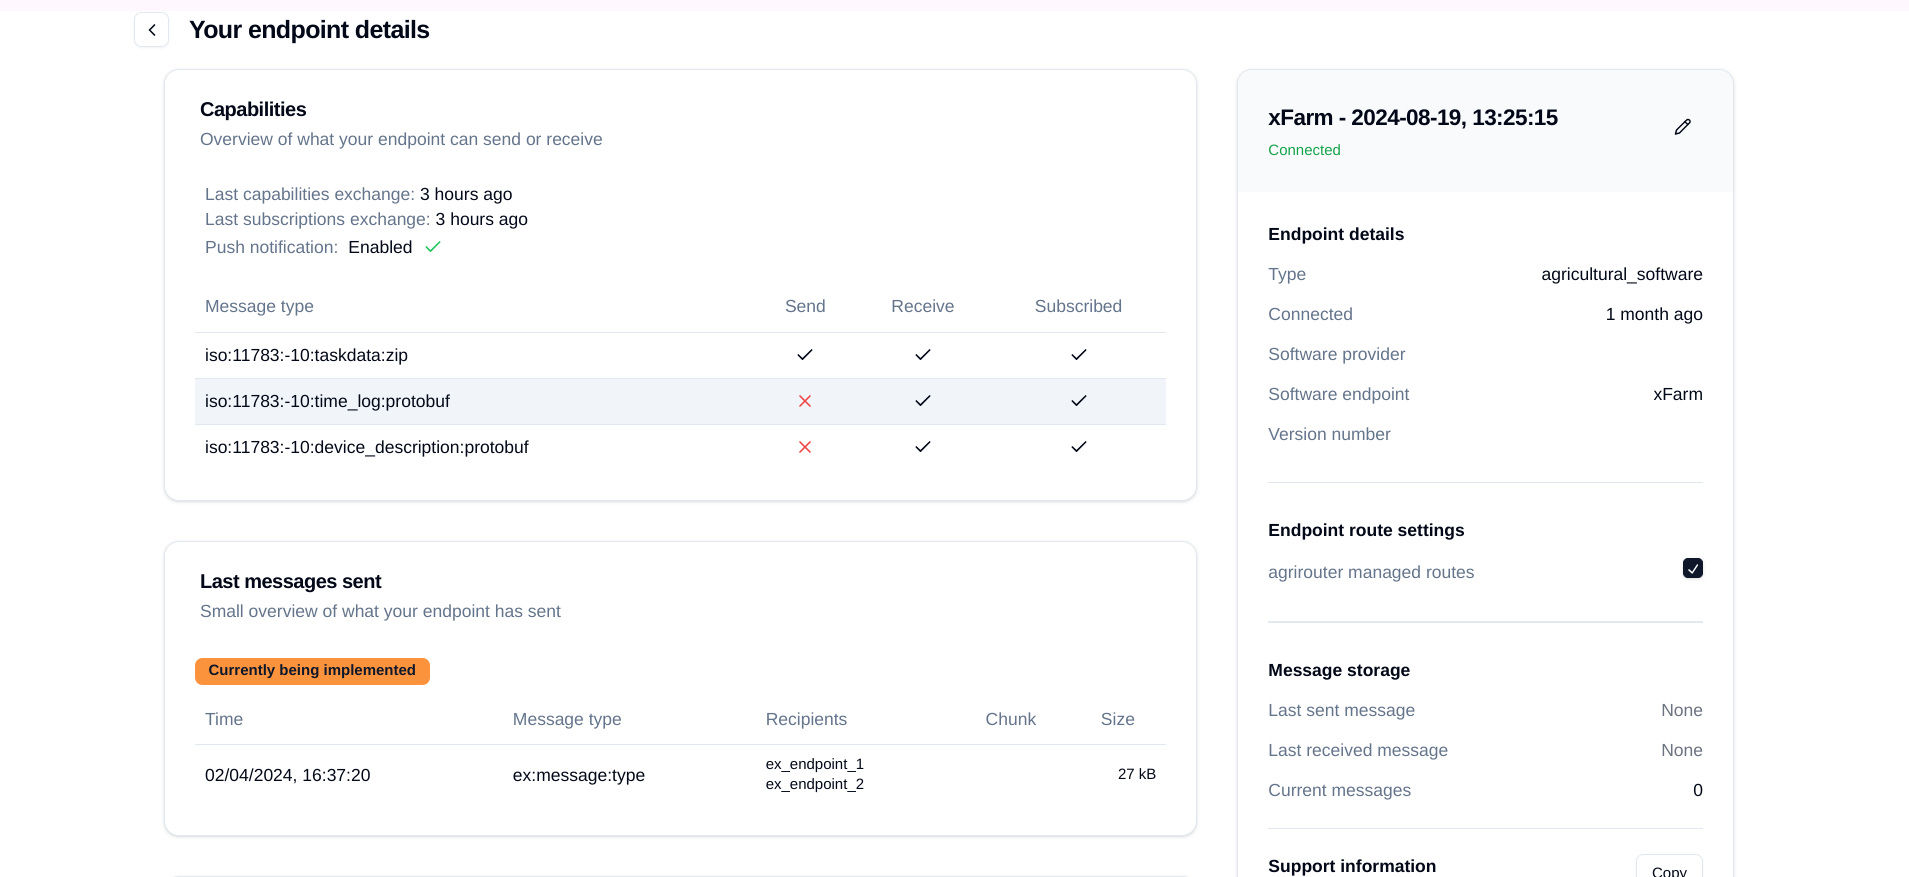 Your endpoint details
Capabilities
Overview of what your endpoint can send or receive
Last capabilities exchange: 3 hours ago
Last subscriptions exchange: 3 hours ago
Push notification: Enabled
Message type Send Receive Subscribed
iso:11783:-10:taskdata:zip
iso:11783:-10:time_log:protobuf
iso:11783:-10:device_description:protobuf
Last messages sent
Small overview of what your endpoint has sent
Currently being implemented
Time Message type Recipients Chunk Size
02/04/2024, 16:37:20 ex:message:type ex_endpoint_1 27 kB
ex_endpoint_2
xFarm - 2024-08-19, 13:25:15
Connected
Endpoint details
Type agricultural_software
Connected 1 month ago
Software provider
Software endpoint xFarm
Version number
Endpoint route settings
agrirouter managed routes
Message storage
Last sent message None
Last received message None
Current messages 0
Support information Copy